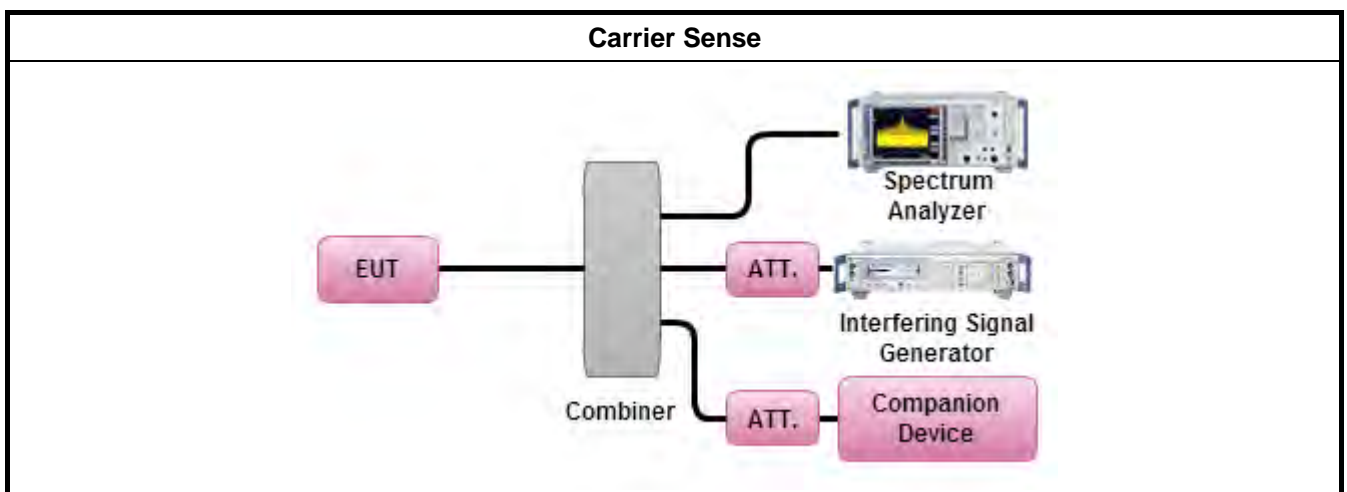 Carrier Sense
Spectrum
Analyzer
EUT
ATT.
Interfering Signal
Generator
Combiner
ATT.
Companion
Device